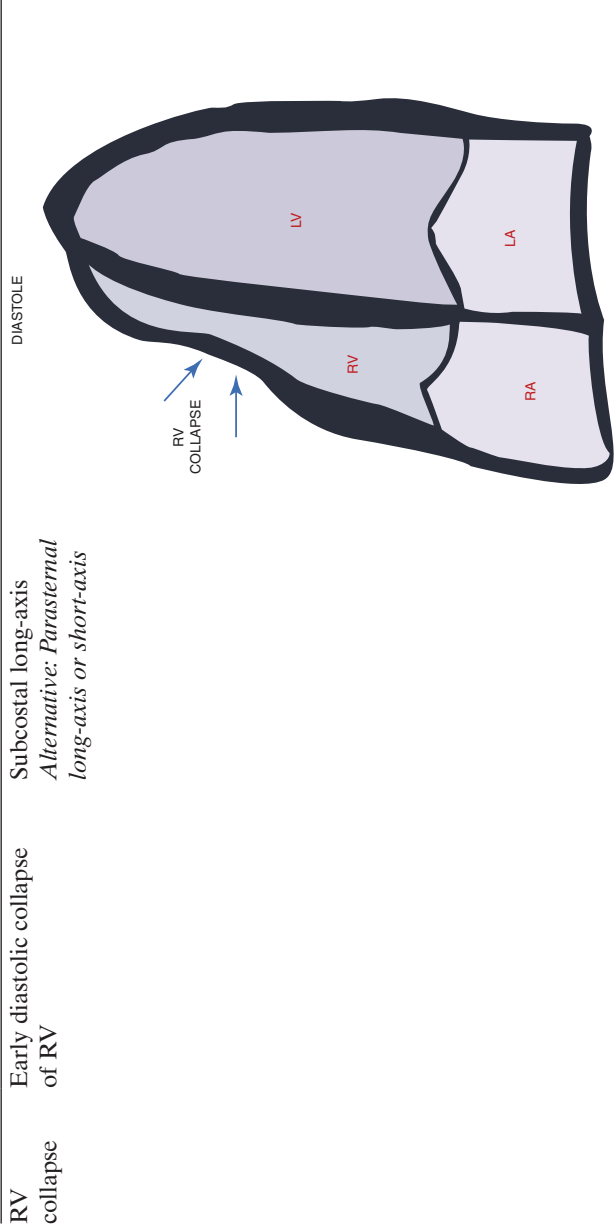 RV
collapse
Early diastolic collapse
of RV
Subcostal long-axis
Alternative: Parasternal
long-axis or short-axis
DIASTOLE
RV
COLLAPSE
LV
RV
LA
RA